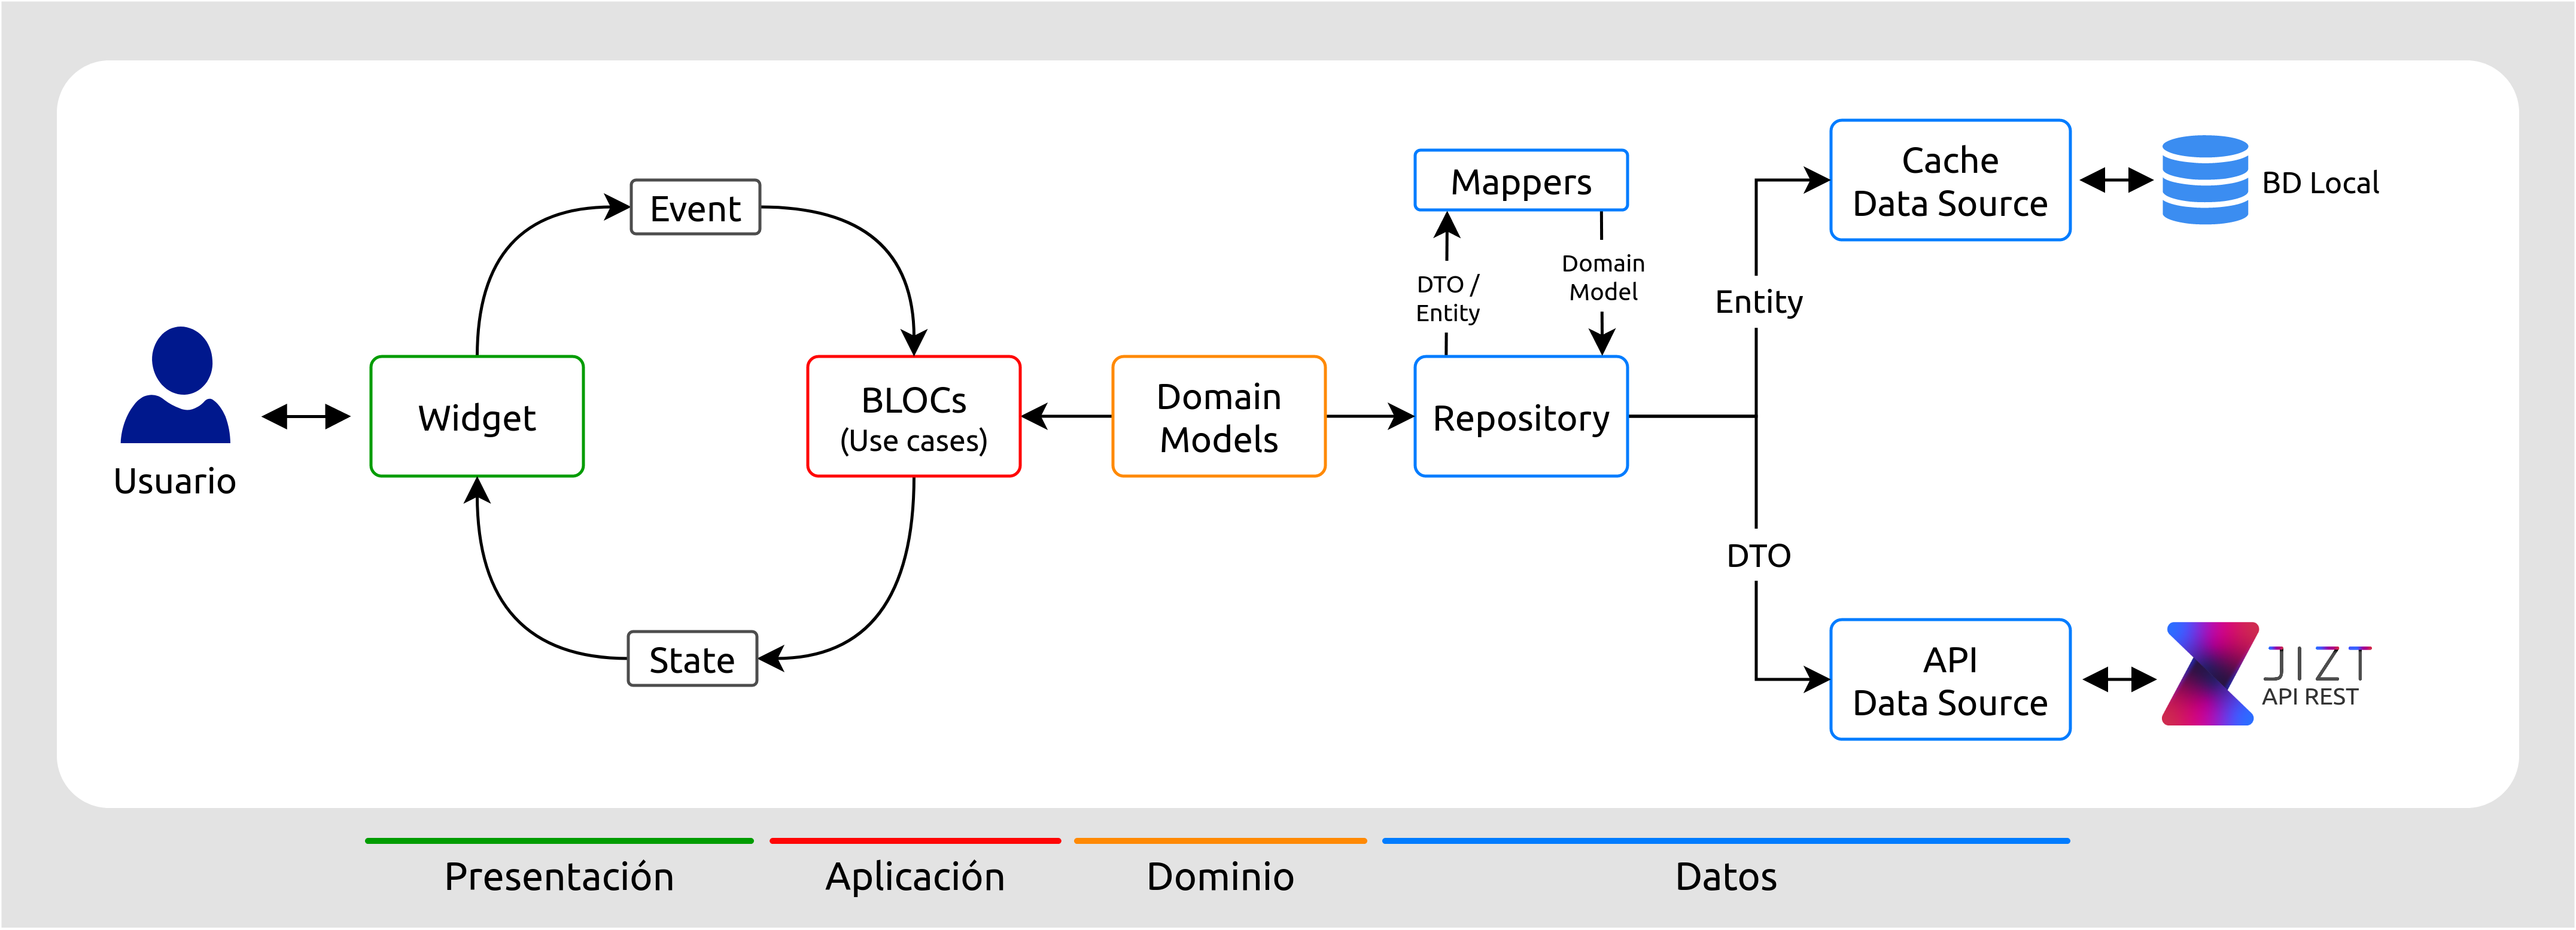 Usuario
Widget
Event
State
BLOCs
(Use cases)
Domain
Models
Mappers
DTO /
Entity
Domain
Model
Repository
Entity
DTO
Cache
Data Source
BD Local
API
Data Source
JIZT
API REST
Presentación
Aplicación
Dominio
Datos